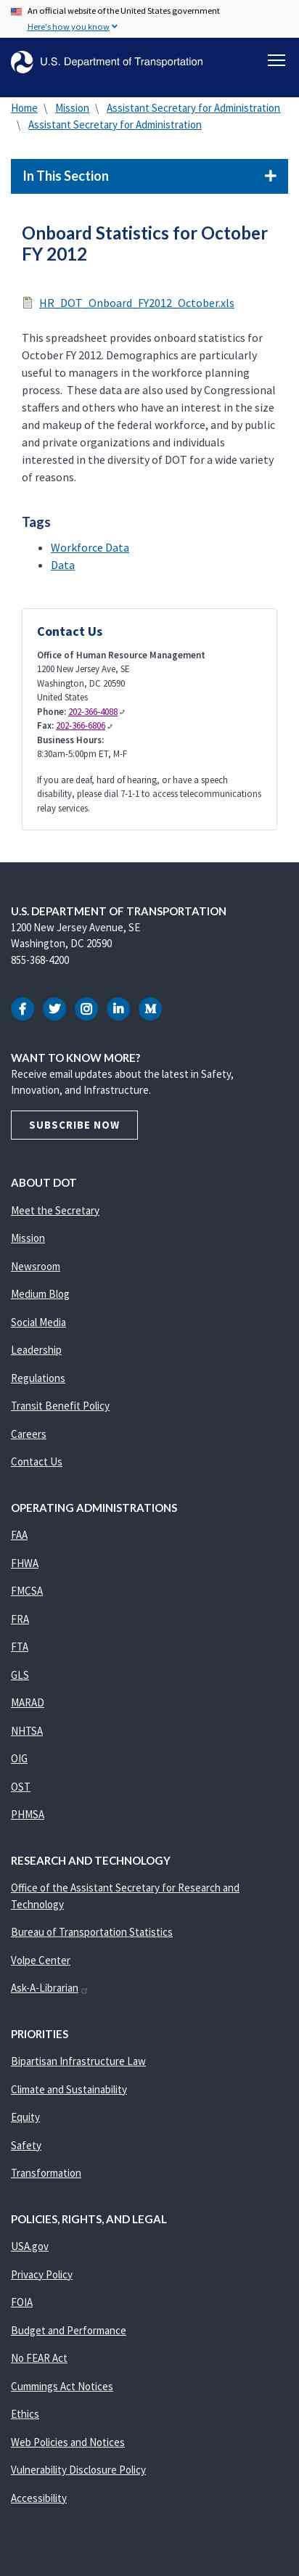 An official website of the United States government
Here's how you know
U.S. Department of Transportation
Home \ Mission \ Assistant Secretary for Administration
\ Assistant Secretary for Administration
In This Section
Onboard Statistics for October
FY 2012
HR_DOT_Onboard_FY2012_October.xls
This spreadsheet provides onboard statistics for
October FY 2012. Demographics are particularly
useful to managers involved in the workforce
planning process. These data are also used by Congressional
staffers and others who have an interest in the size
and makeup of the federal workforce, and by public
and private organizations and individuals
interested in the diversity of DOT for a wide variety
of reasons.
Tags
Workforce Data
Data
Contact Us
Office of Human Resource Management
1200 New Jersey Ave, SE
Washington, DC 20590
United States
Phone: 202-366-4088
Fax: 202-366-6806
Business Hours:
8:30am-5:00pm ET, M-F
If you are deaf, hard of hearing, or have a speech
disability, please dial 7-1-1 to access telecommunications
relay services.
U.S. DEPARTMENT OF TRANSPORTATION
1200 New Jersey Avenue, SE
Washington, DC 20590
855-368-4200
WANT TO KNOW MORE?
Receive email updates about the latest in Safety,
Innovation, and Infrastructure.
SUBSCRIBE NOW
ABOUT DOT
Meet the Secretary
Mission
Newsroom
Medium Blog
Social Media
Leadership
Regulations
Transit Benefit Policy
Careers
Contact Us
OPERATING ADMINISTRATIONS
FAA
FHWA
FMCSA
FRA
FTA
GLS
MARAD
NHTSA
OIG
OST
PHMSA
RESEARCH AND TECHNOLOGY
Office of the Assistant Secretary for Research and
Technology
Bureau of Transportation Statistics
Volpe Center
Ask-A-Librarian
PRIORITIES
Bipartisan Infrastructure Law
Climate and Sustainability
Equity
Safety
Transformation
POLICIES, RIGHTS, AND LEGAL
USA.gov
Privacy Policy
FOIA
Budget and Performance
No FEAR Act
Cummings Act Notices
Ethics
Web Policies and Notices
Vulnerability Disclosure Policy
Accessibility